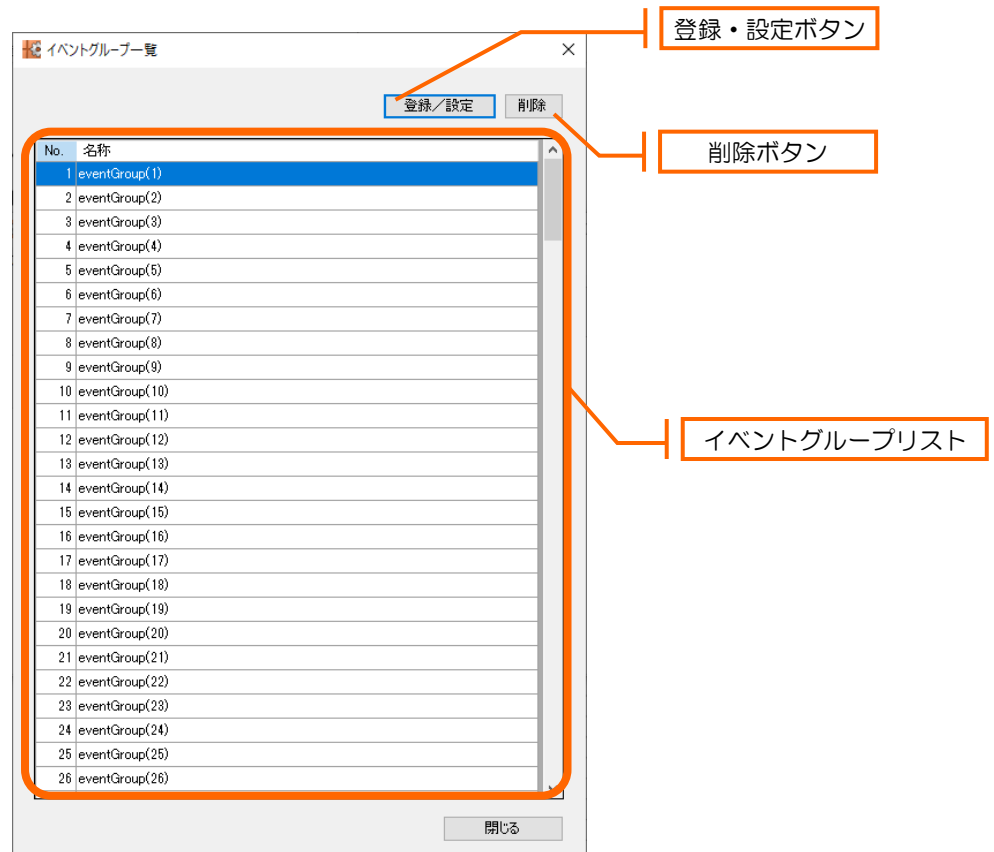 登録・設定ボタン
イベントグループ一覧
登録／設定 削除
削除ボタン
No. 名称
1 eventGroup(1)
2 eventGroup(2)
3 eventGroup(3)
4 eventGroup(4)
5 eventGroup(5)
6 eventGroup(6)
7 eventGroup(7)
8 eventGroup(8)
9 eventGroup(9)
10 eventGroup(10)
11 eventGroup(11)
12 eventGroup(12)
イベントグループリスト
13 eventGroup(13)
14 eventGroup(14)
15 eventGroup(15)
16 eventGroup(16)
17 eventGroup(17)
18 eventGroup(18)
19 eventGroup(19)
20 eventGroup(20)
21 eventGroup(21)
22 eventGroup(22)
23 eventGroup(23)
24 eventGroup(24)
25 eventGroup(25)
26 eventGroup(26)
閉じる